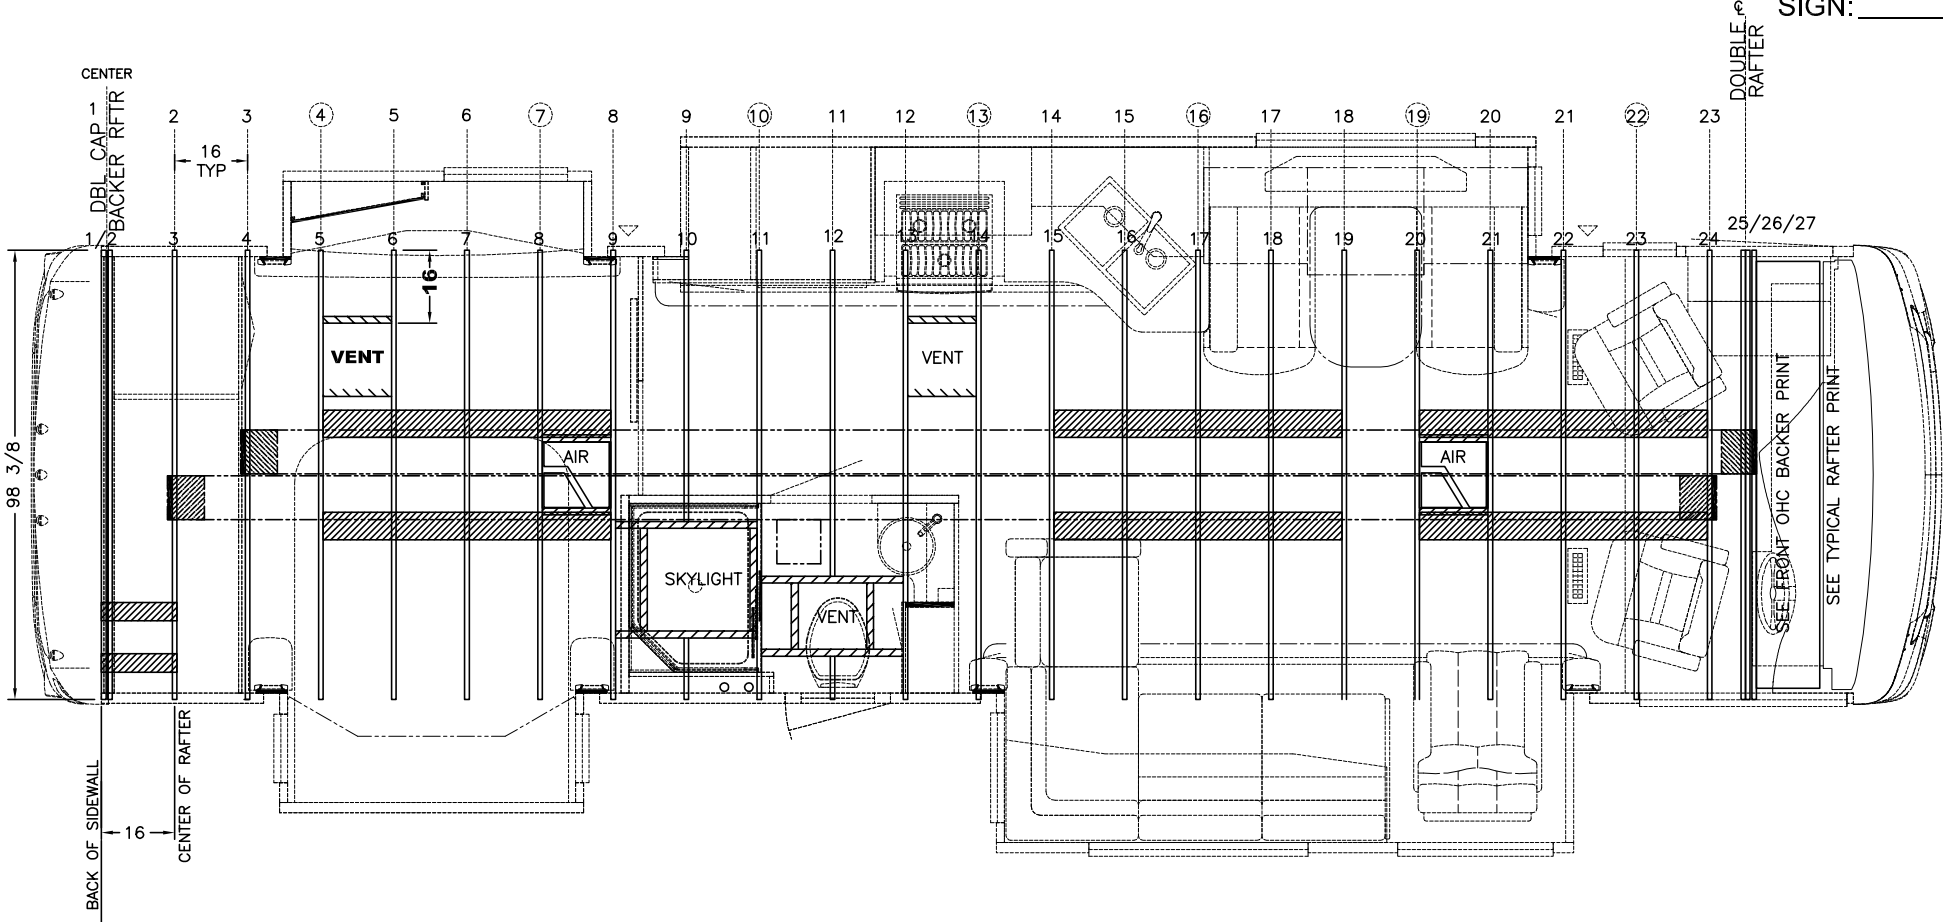 SIGN:
℄
DOUBLE
RAFTER
CENTER
DBL CAP
BACKER RFTR
1 2 3 4 5 6 7 8 9 10 11 12 13 14 15 16 17 18 19 20 21 22 23
16
TYP
1/2 3 4 5 6 7 8 9 10 11 12 13 14 15 16 17 18 19 20 21 22 23 24 25/26/27
16
VENT
VENT
98 3/8
AIR
AIR
SKYLIGHT
VENT
SEE FRONT OHC BACKER PRINT
SEE TYPICAL RAFTER PRINT
16
BACK OF SIDEWALL
CENTER OF RAFTER